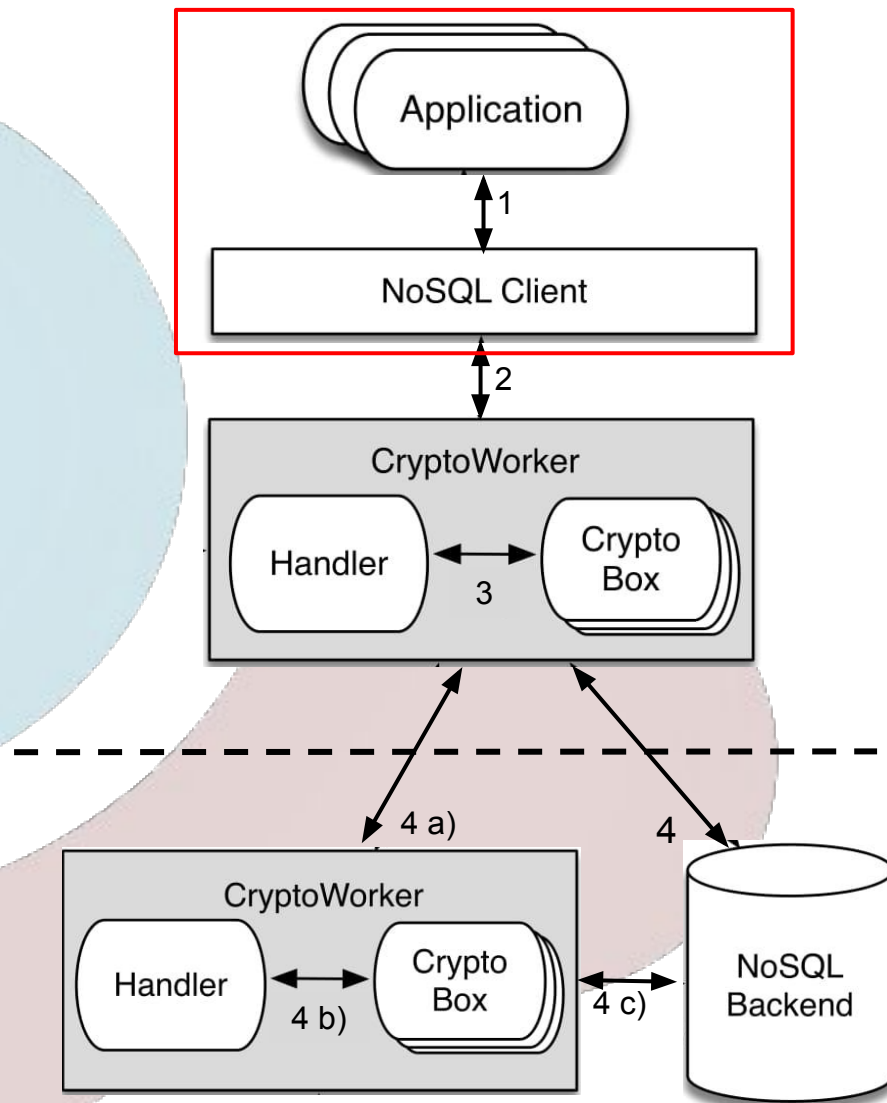 Application
1
NoSQL Client
2
CryptoWorker
Handler
3
Crypto
Box
4 a)
4
CryptoWorker
Handler
4 b)
Crypto
Box
4 c)
NoSQL
Backend